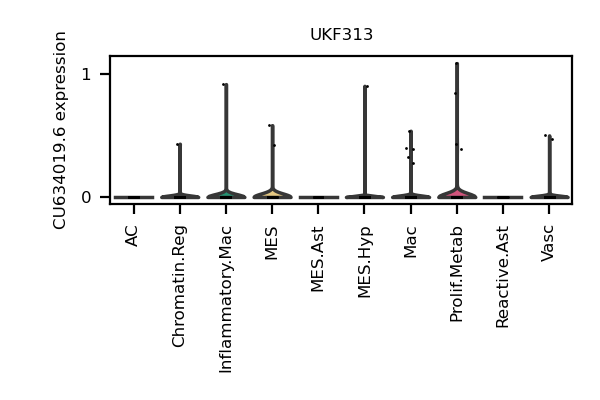 UKF313
CU634019.6 expression
1
0
AC
Chromatin.Reg
Inflammatory.Mac
MES
MES.Ast
MES.Hyp
Mac
Prolif.Metab
Reactive.Ast
Vasc